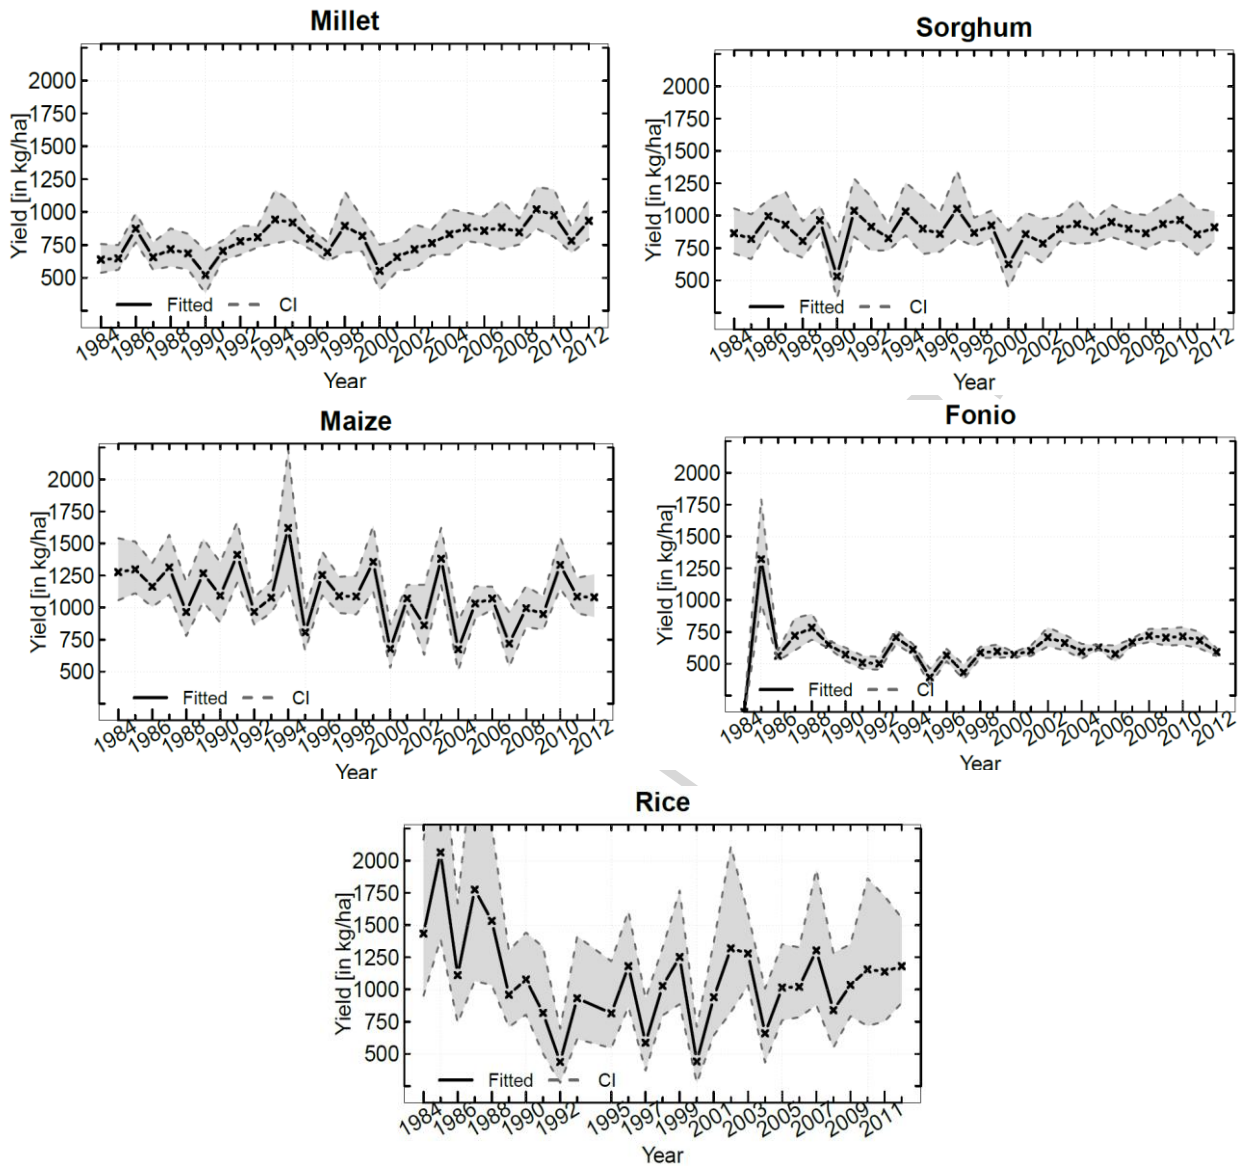 Millet
Yield [in kg/ha]
2000
1750
1500
1250
1000
750
500
Fitted CI
1984 1986 1988 1990 1992 1994 1996 1998 2000 2002 2004 2006 2008 2010 2012
Year
Sorghum
Yield [in kg/ha]
2000
1750
1500
1250
1000
750
500
Fitted CI
1984 1986 1988 1990 1992 1994 1996 1998 2000 2002 2004 2006 2008 2010 2012
Year
Maize
Yield [in kg/ha]
2000
1750
1500
1250
1000
750
500
Fitted CI
1984 1986 1988 1990 1992 1994 1996 1998 2000 2002 2004 2006 2008 2010 2012
Year
Fonio
Yield [in kg/ha]
2000
1750
1500
1250
1000
750
500
Fitted CI
1984 1986 1988 1990 1992 1994 1996 1998 2000 2002 2004 2006 2008 2010 2012
Year
Rice
Yield [in kg/ha]
2000
1750
1500
1250
1000
750
500
Fitted CI
1984 1986 1988 1990 1992 1995 1997 1999 2001 2003 2005 2007 2009 2011
Year